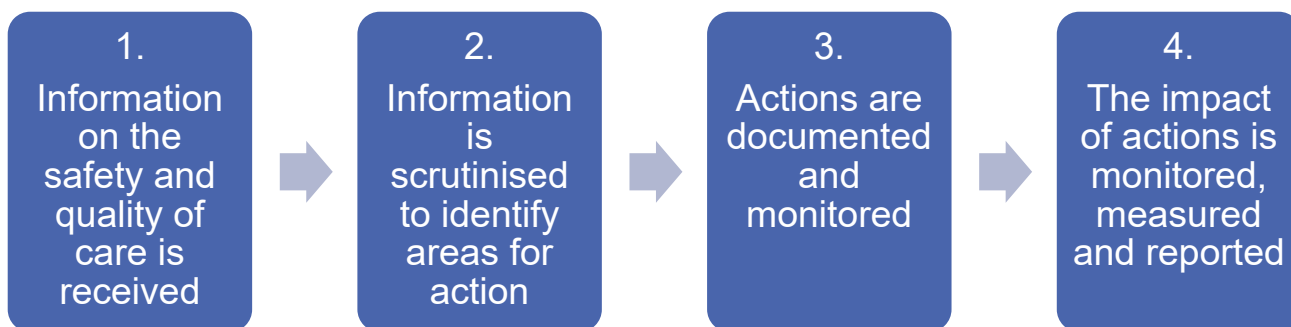 1.
Information
on the
safety and
quality of
care is
received
2.
Information
is
scrutinised
to identify
areas for
action
3.
Actions are
documented
and
monitored
4.
The impact
of actions is
monitored,
measured
and reported